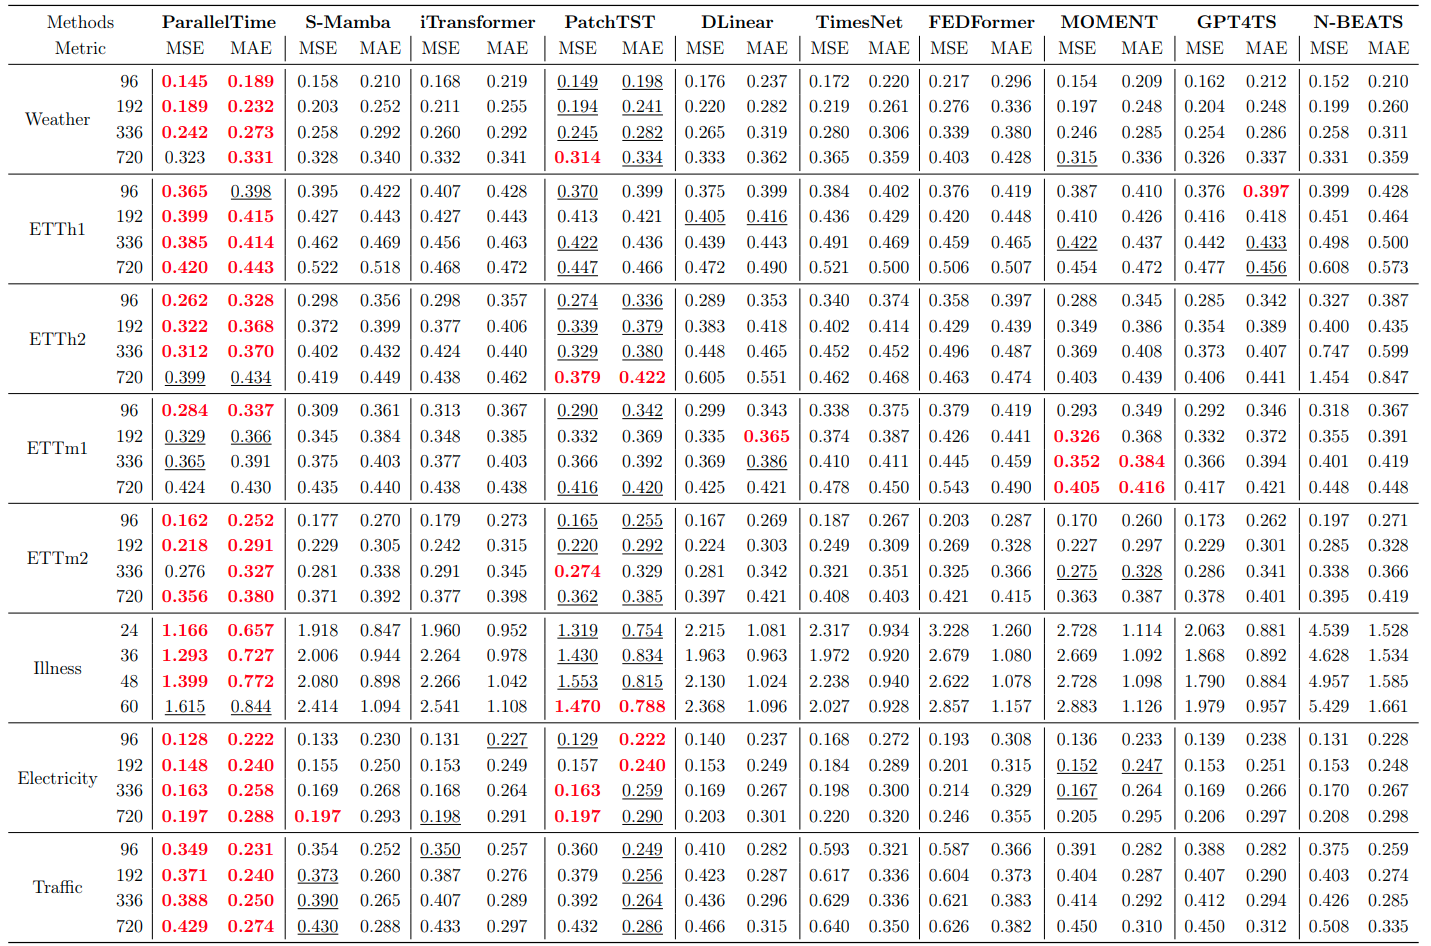 Methods ParallelTime S-Mamba iTransformer PatchTST DLinear TimesNet FEDFormer MOMENT GPT4TS N-BEATS
Metric MSE MAE MSE MAE MSE MAE MSE MAE MSE MAE MSE MAE MSE MAE MSE MAE MSE MAE MSE MAE
Weather
96 0.145 0.189 0.158 0.210 0.168 0.219 0.149 0.198 0.176 0.237 0.172 0.220 0.217 0.296 0.154 0.209 0.162 0.212 0.152 0.210
192 0.189 0.232 0.203 0.252 0.211 0.255 0.194 0.241 0.220 0.282 0.219 0.261 0.276 0.336 0.197 0.248 0.204 0.248 0.199 0.260
336 0.242 0.273 0.258 0.292 0.260 0.292 0.245 0.282 0.265 0.319 0.280 0.306 0.339 0.380 0.246 0.285 0.254 0.286 0.258 0.311
720 0.323 0.331 0.328 0.340 0.332 0.341 0.314 0.334 0.333 0.362 0.365 0.359 0.403 0.428 0.315 0.336 0.326 0.337 0.331 0.359
ETTh1
96 0.365 0.398 0.395 0.422 0.407 0.428 0.370 0.399 0.375 0.399 0.384 0.402 0.376 0.419 0.387 0.410 0.376 0.397 0.399 0.428
192 0.399 0.415 0.427 0.443 0.427 0.443 0.413 0.421 0.405 0.416 0.436 0.429 0.420 0.448 0.410 0.426 0.416 0.418 0.451 0.464
336 0.385 0.414 0.462 0.469 0.456 0.463 0.422 0.436 0.439 0.443 0.491 0.469 0.459 0.465 0.422 0.437 0.442 0.433 0.498 0.500
720 0.420 0.443 0.522 0.518 0.468 0.472 0.447 0.466 0.472 0.490 0.521 0.500 0.506 0.507 0.454 0.472 0.477 0.456 0.608 0.573
ETTh2
96 0.262 0.328 0.298 0.356 0.298 0.357 0.274 0.336 0.289 0.353 0.340 0.374 0.358 0.397 0.288 0.345 0.285 0.342 0.327 0.387
192 0.322 0.368 0.372 0.399 0.377 0.406 0.339 0.379 0.383 0.418 0.402 0.414 0.429 0.439 0.349 0.386 0.354 0.389 0.400 0.435
336 0.312 0.370 0.402 0.432 0.424 0.440 0.329 0.380 0.448 0.465 0.452 0.452 0.496 0.487 0.369 0.408 0.373 0.407 0.747 0.599
720 0.399 0.434 0.419 0.449 0.438 0.462 0.379 0.422 0.605 0.551 0.462 0.468 0.463 0.474 0.403 0.439 0.406 0.441 1.454 0.847
ETTm1
96 0.284 0.337 0.309 0.361 0.313 0.367 0.290 0.342 0.299 0.343 0.338 0.375 0.379 0.419 0.293 0.349 0.292 0.346 0.318 0.367
192 0.329 0.366 0.345 0.384 0.348 0.385 0.332 0.369 0.335 0.365 0.374 0.387 0.426 0.441 0.326 0.368 0.332 0.372 0.355 0.391
336 0.365 0.391 0.375 0.403 0.377 0.403 0.366 0.392 0.369 0.386 0.410 0.411 0.445 0.459 0.352 0.384 0.366 0.394 0.401 0.419
720 0.424 0.430 0.435 0.440 0.438 0.438 0.416 0.420 0.425 0.421 0.478 0.450 0.543 0.490 0.405 0.416 0.417 0.421 0.448 0.448
ETTm2
96 0.162 0.252 0.177 0.270 0.179 0.273 0.165 0.255 0.167 0.269 0.187 0.267 0.203 0.287 0.170 0.260 0.173 0.262 0.197 0.271
192 0.218 0.291 0.229 0.305 0.242 0.315 0.220 0.292 0.224 0.303 0.249 0.309 0.269 0.328 0.227 0.297 0.229 0.301 0.285 0.328
336 0.276 0.327 0.281 0.338 0.291 0.345 0.274 0.329 0.281 0.342 0.321 0.351 0.325 0.366 0.275 0.328 0.286 0.341 0.338 0.366
720 0.356 0.380 0.371 0.392 0.377 0.398 0.362 0.385 0.397 0.421 0.408 0.403 0.421 0.415 0.363 0.387 0.378 0.401 0.395 0.419
Illness
24 1.166 0.657 1.918 0.847 1.960 0.952 1.319 0.754 2.215 1.081 2.317 0.934 3.228 1.260 2.728 1.114 2.063 0.881 4.539 1.528
36 1.293 0.727 2.006 0.944 2.264 0.978 1.430 0.834 1.963 0.963 1.972 0.920 2.679 1.080 2.669 1.092 1.868 0.892 4.628 1.534
48 1.399 0.772 2.080 0.898 2.266 1.042 1.553 0.815 2.130 1.024 2.238 0.940 2.622 1.078 2.728 1.098 1.790 0.884 4.957 1.585
60 1.615 0.844 2.414 1.094 2.541 1.108 1.470 0.788 2.368 1.096 2.027 0.928 2.857 1.157 2.883 1.126 1.979 0.957 5.429 1.661
Electricity
96 0.128 0.222 0.133 0.230 0.131 0.227 0.129 0.222 0.140 0.237 0.168 0.272 0.193 0.308 0.136 0.233 0.139 0.238 0.131 0.228
192 0.148 0.240 0.155 0.250 0.153 0.249 0.157 0.240 0.153 0.249 0.184 0.289 0.201 0.315 0.152 0.247 0.153 0.251 0.153 0.248
336 0.163 0.258 0.169 0.268 0.168 0.264 0.163 0.259 0.169 0.267 0.198 0.300 0.214 0.329 0.167 0.264 0.169 0.266 0.170 0.267
720 0.197 0.288 0.197 0.293 0.198 0.291 0.197 0.290 0.203 0.301 0.220 0.320 0.246 0.355 0.205 0.295 0.206 0.297 0.208 0.298
Traffic
96 0.349 0.231 0.354 0.252 0.350 0.257 0.360 0.249 0.410 0.282 0.593 0.321 0.587 0.366 0.391 0.282 0.388 0.282 0.375 0.259
192 0.371 0.240 0.373 0.260 0.387 0.276 0.379 0.256 0.423 0.287 0.617 0.336 0.604 0.373 0.404 0.287 0.407 0.290 0.403 0.274
336 0.388 0.250 0.390 0.265 0.407 0.289 0.392 0.264 0.436 0.296 0.629 0.336 0.621 0.383 0.414 0.292 0.412 0.294 0.426 0.285
720 0.429 0.274 0.430 0.288 0.433 0.297 0.432 0.286 0.466 0.315 0.640 0.350 0.626 0.382 0.450 0.310 0.450 0.312 0.508 0.335